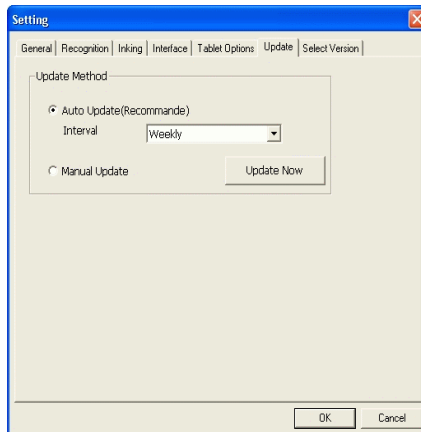 Setting
General Recognition Inking Interface Tablet Options Update Select Version
Update Method
Auto Update(Recommande)
Interval Weekly
Manual Update Update Now
OK Cancel